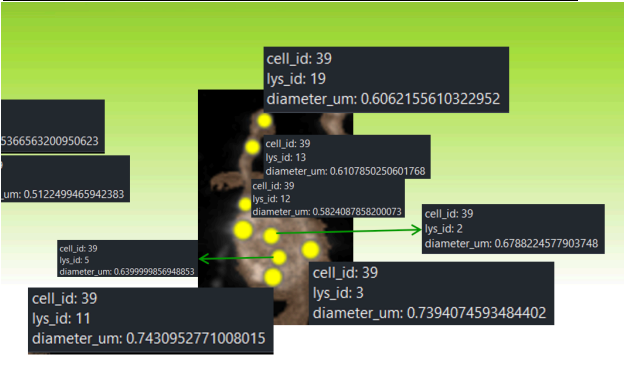 cell_id: 39
lys_id: 19
diameter_um: 0.6062155610322952
5366563200950623
cell_id: 39
lys_id: 13
diameter_um: 0.6107850250601768
um: 0.5122499465942383
cell_id: 39
lys_id: 12
diameter_um: 0.5824087858200073
cell_id: 39
lys_id: 2
diameter_um: 0.6788224577903748
cell_id: 39
lys_id: 5
diameter_um: 0.6399999856948853
cell_id: 39
lys_id: 3
diameter_um: 0.7394074593484402
cell_id: 39
lys_id: 11
diameter_um: 0.7430952771008015